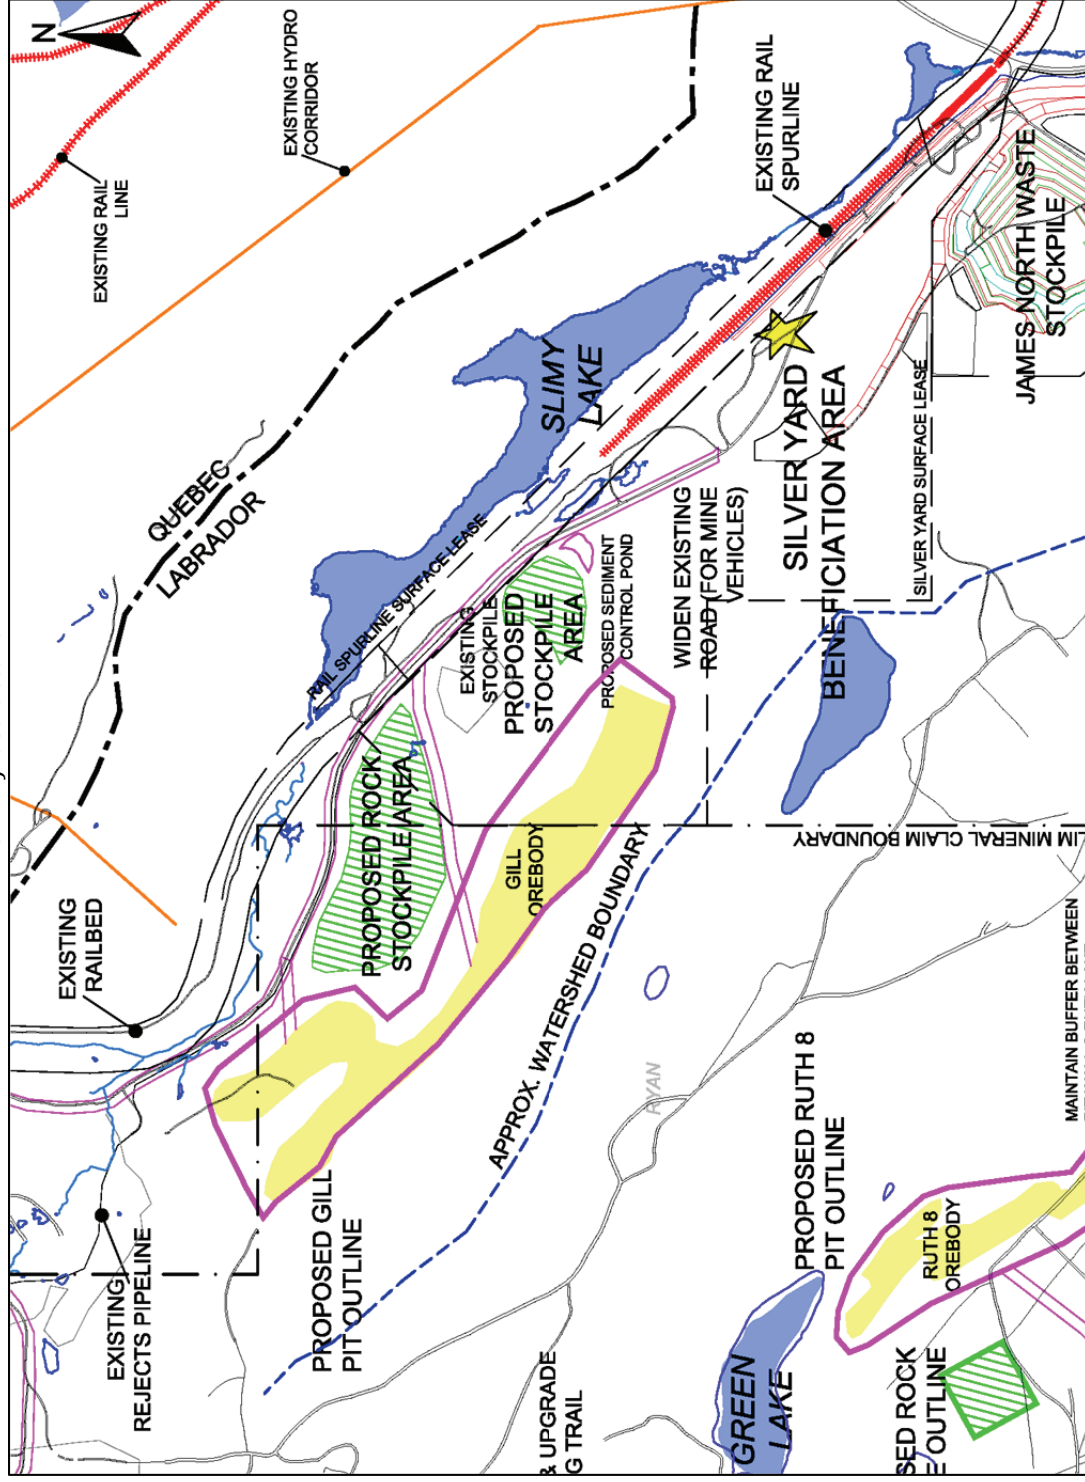 N
EXISTING RAIL
LINE
EXISTING HYDRO
CORRIDOR
EXISTING RAIL
SPURLINE
QUEBEC
LABRADOR
SLIMY
LAKE
RAIL SPURLINE SURFACE LEASE
JAMES NORTH WASTE
STOCKPILE
SILVER YARD
BENEFICIATION AREA
SILVER YARD SURFACE LEASE
WIDEN EXISTING
ROAD (FOR MINE
VEHICLES)
EXISTING
STOCKPILE
PROPOSED
STOCKPILE
AREA
PROPOSED SEDIMENT
CONTROL POND
PROPOSED ROCK
STOCKPILE AREA
GILL
OREBODY
EXISTING
RAILBED
APPROX. WATERSHED BOUNDARY
LIM MINERAL CLAIM BOUNDARY
EXISTING
REJECTS PIPELINE
PROPOSED GILL
PIT OUTLINE
RYAN
PROPOSED RUTH 8
PIT OUTLINE
RUTH 8
OREBODY
MAINTAIN BUFFER BETWEEN
GREEN
LAKE
& UPGRADE
G TRAIL
SED ROCK
E OUTLINE